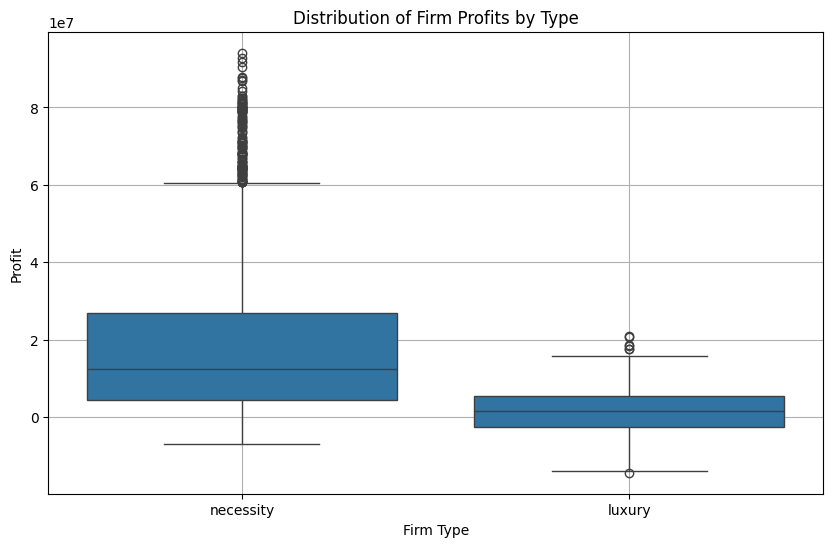 Distribution of Firm Profits by Type
1e7
8
6
4
2
0
Profit
necessity
luxury
Firm Type